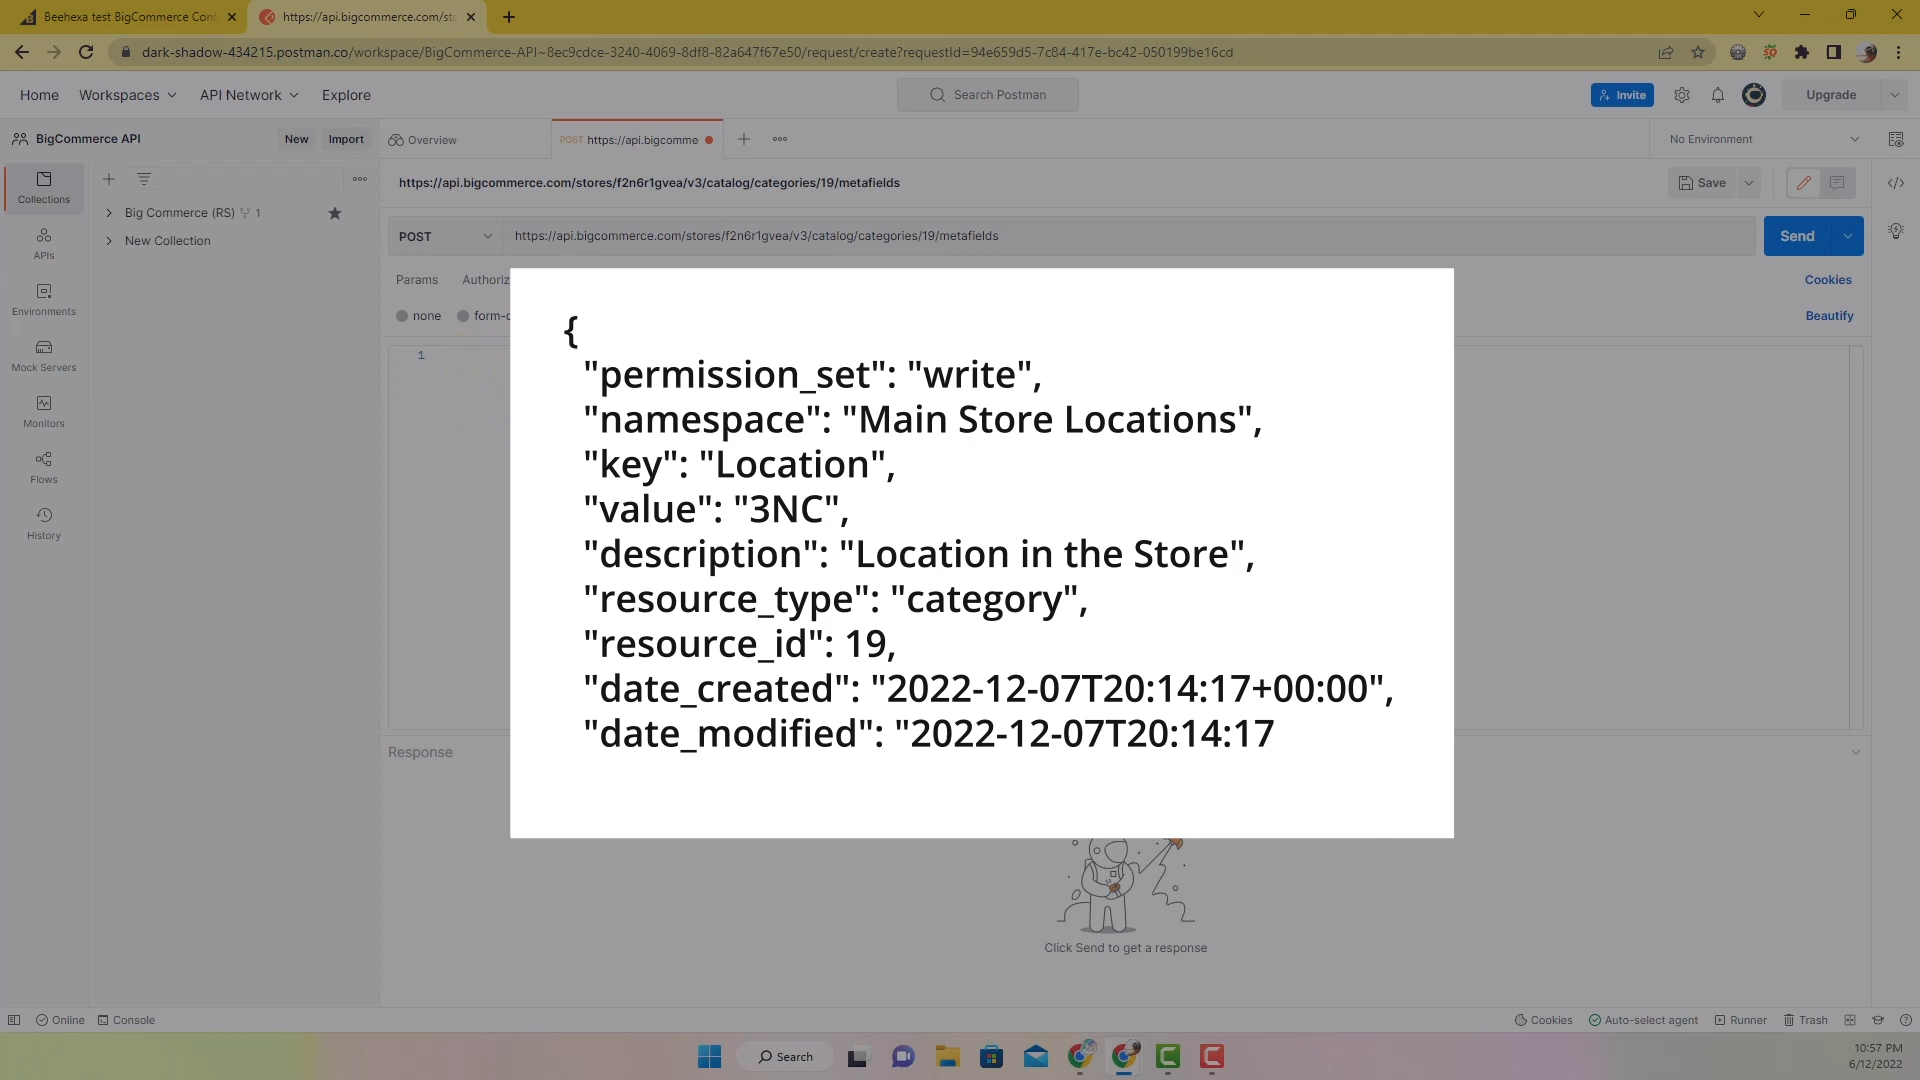 Beehexa test BigCommerce Cont
https://api.bigcommerce.com/st
dark-shadow-434215.postman.co/workspace/BigCommerce-API~8ec9cdce-3240-4069-8df8-82a647f67e50/request/create?requestId=94e659d5-7c84-417e-bc42-050199be16cd
Home Workspaces API Network Explore
Search Postman
Invite
Upgrade
BigCommerce API
New Import
Overview
POST https://api.bigcomme
No Environment
Collections
APIs
Environments
Mock Servers
Monitors
Flows
History
Big Commerce (RS) 1
New Collection
https://api.bigcommerce.com/stores/f2n6r1gvea/v3/catalog/categories/19/metafields
Save
POST
https://api.bigcommerce.com/stores/f2n6r1gvea/v3/catalog/categories/19/metafields
Send
Params Authoriz
Cookies
none form-
Beautify
1
{
"permission_set": "write",
"namespace": "Main Store Locations",
"key": "Location",
"value": "3NC",
"description": "Location in the Store",
"resource_type": "category",
"resource_id": 19,
"date_created": "2022-12-07T20:14:17+00:00",
"date_modified": "2022-12-07T20:14:17
Response
Click Send to get a response
Online Console
Cookies Auto-select agent Runner Trash
Search
10:57 PM
6/12/2022